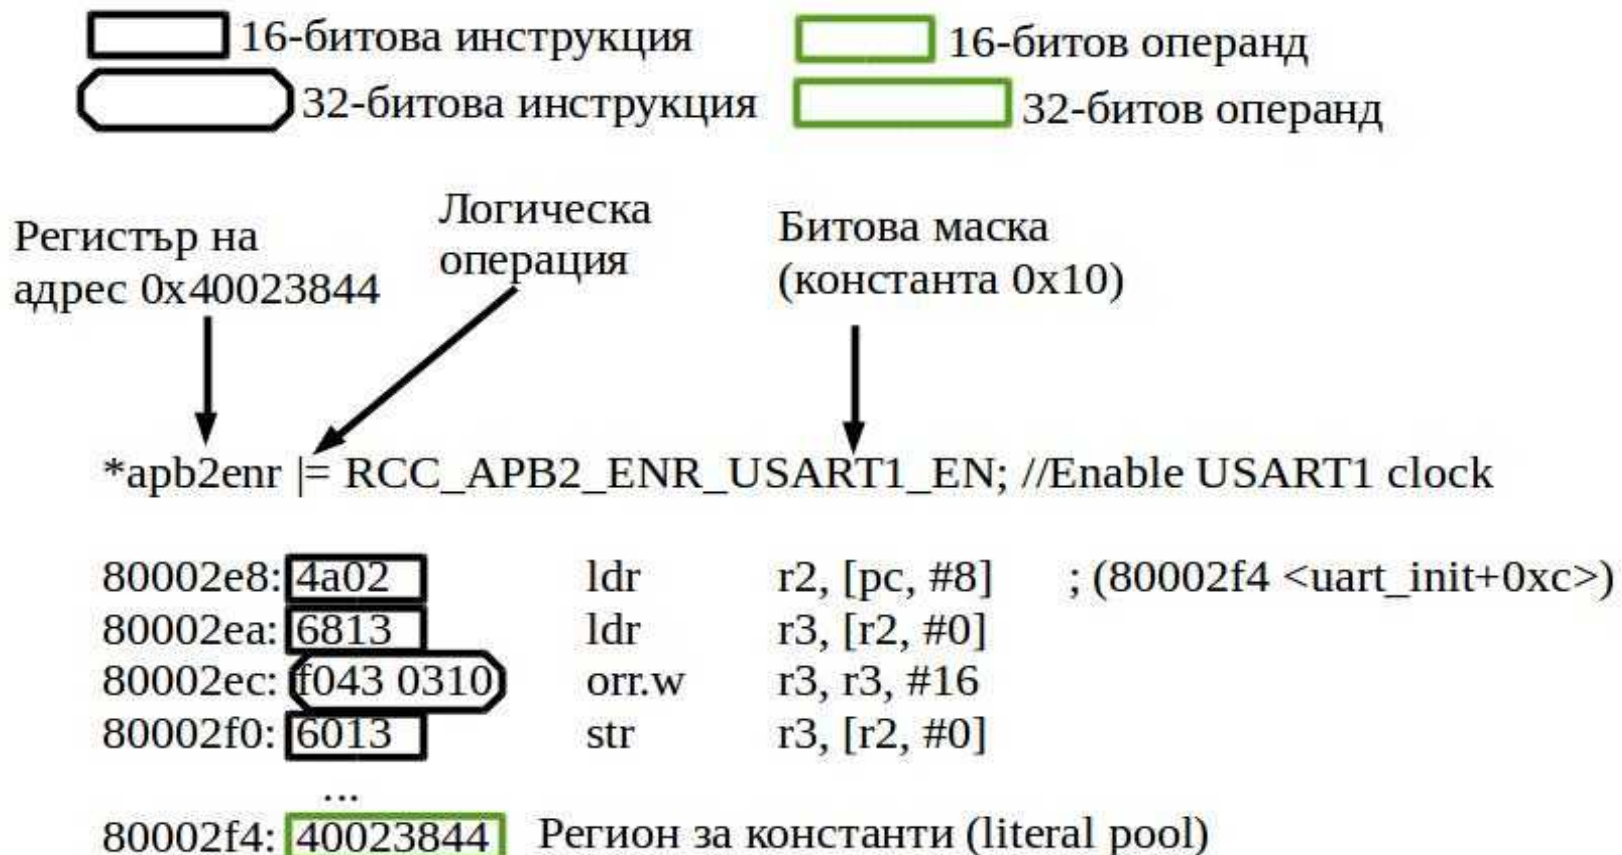 16-битова инструкция
16-битов операнд
32-битова инструкция
32-битов операнд
Регистър на
адрес 0x40023844
Логическа
операция
Битова маска
(константа 0x10)
*apb2enr |= RCC_APB2_ENR_USART1_EN; //Enable USART1 clock
80002e8: 4a02 ldr r2, [pc, #8] ; (80002f4 <uart_init+0xc>)
80002ea: 6813 ldr r3, [r2, #0]
80002ec: f043 0310 orr.w r3, r3, #16
80002f0: 6013 str r3, [r2, #0]
...
80002f4: 40023844 Регион за константи (literal pool)